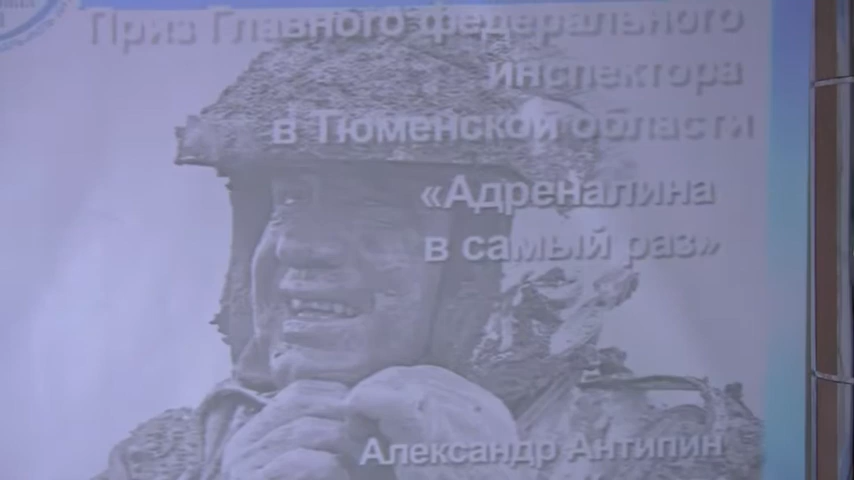 Приз Главного федерального
инспектора
в Тюменской области
«Адреналина
в самый раз»
Александр Антипин